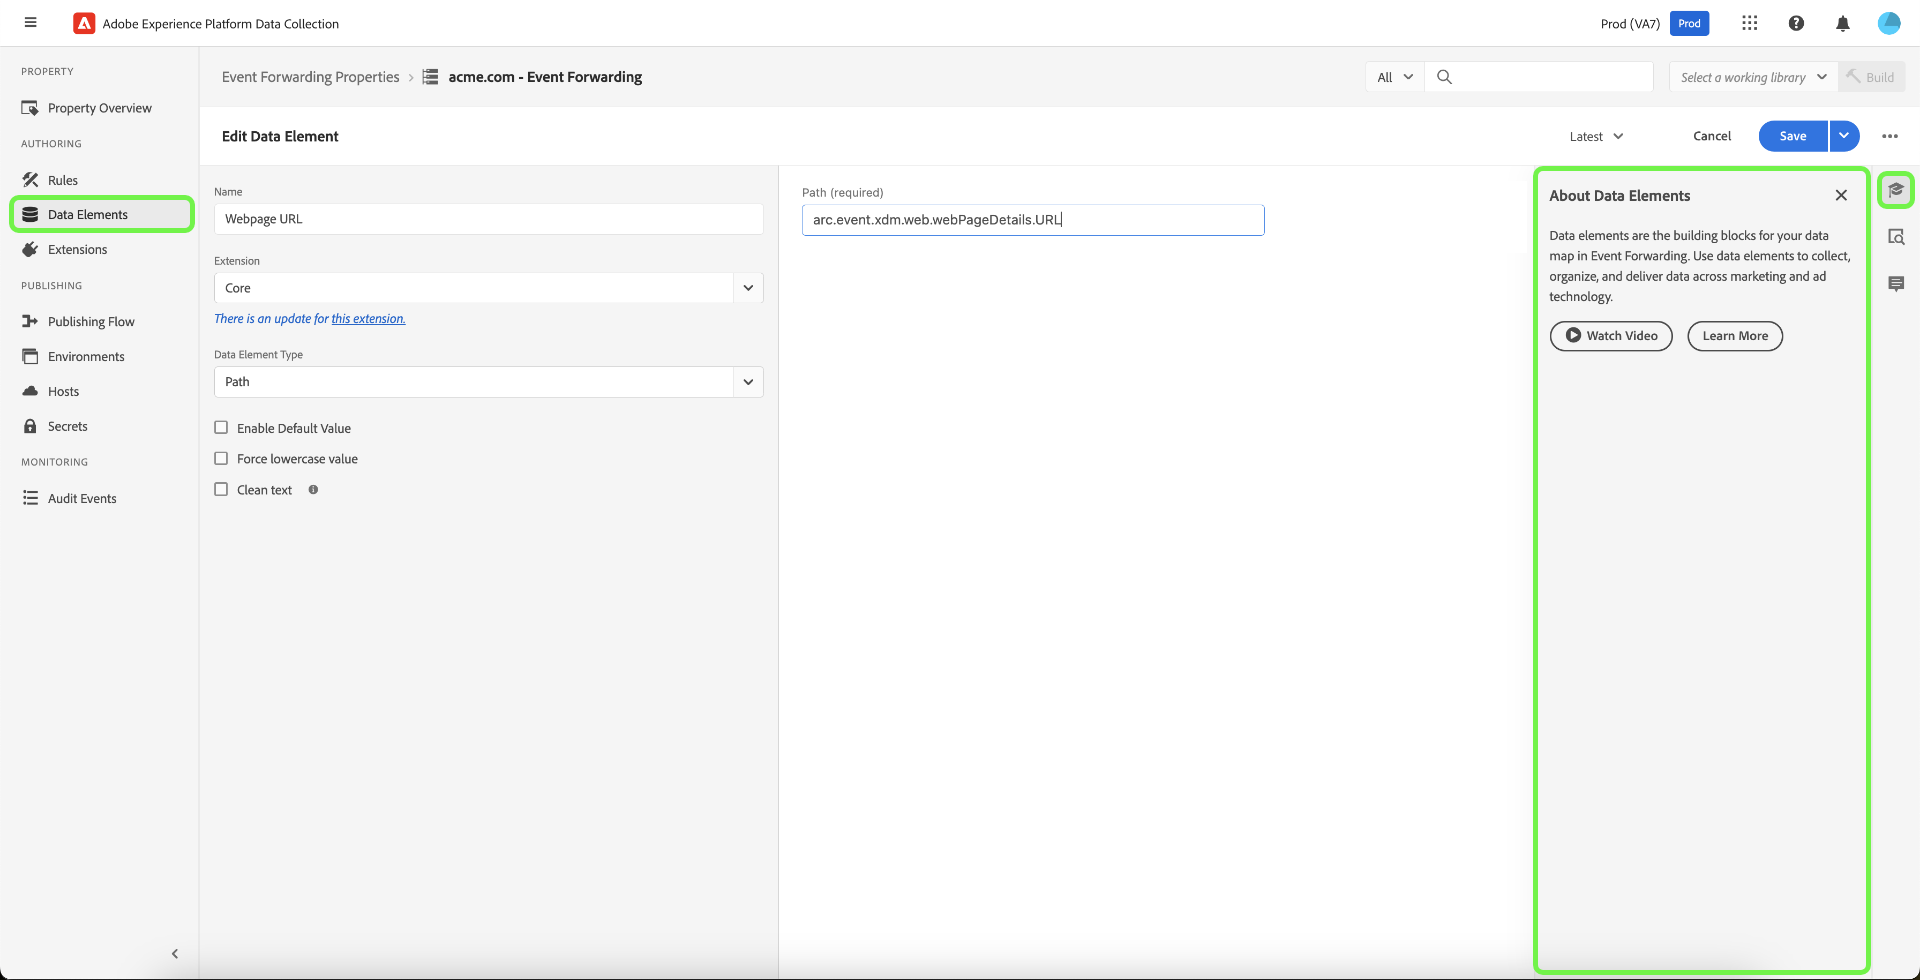 Adobe Experience Platform Data Collection
Prod (VA7)
Prod
PROPERTY
Property Overview
AUTHORING
Rules
Data Elements
Extensions
PUBLISHING
Publishing Flow
Environments
Hosts
Secrets
MONITORING
Audit Events
Event Forwarding Properties
acme.com - Event Forwarding
All
Select a working library
Build
Edit Data Element
Latest
Cancel
Save
Name
Webpage URL
Extension
Core
There is an update for this extension.
Data Element Type
Path
Enable Default Value
Force lowercase value
Clean text
Path (required)
arc.event.xdm.web.webPageDetails.URL
About Data Elements
Data elements are the building blocks for your data
map in Event Forwarding. Use data elements to collect,
organize, and deliver data across marketing and ad
technology.
Watch Video
Learn More